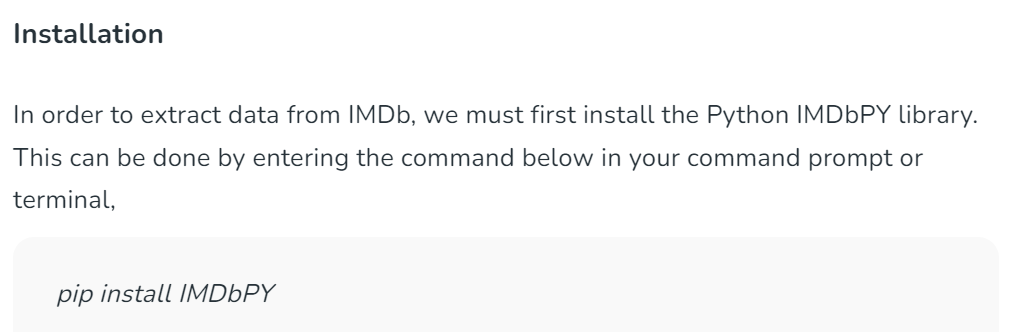 Installation
In order to extract data from IMDb, we must first install the Python IMDbPY library.
This can be done by entering the command below in your command prompt or
terminal,
pip install IMDbPY